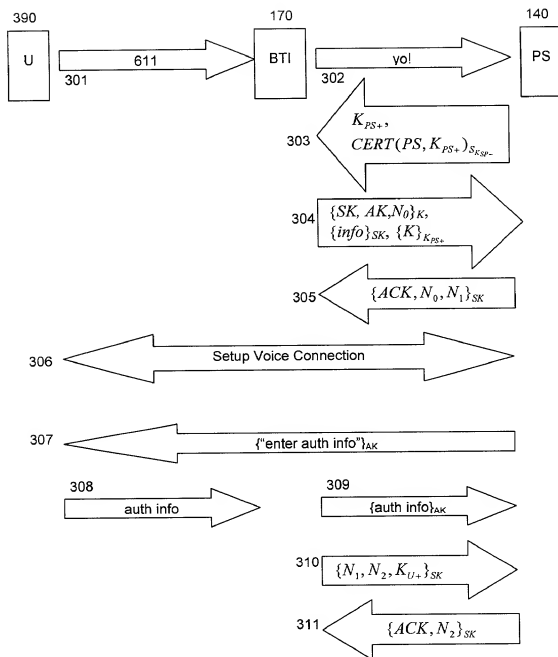 390 170 140
U 611 BTI yo! PS
301 302
K_{PS+},
303 CERT(PS, K_{PS+})_{S_{KSP-}}
304 {SK, AK, N_0}_K,
{info}_{SK}, {K}_{K_{PS+}}
305 {ACK, N_0, N_1}_{SK}
306 Setup Voice Connection
307 {"enter auth info"}_{AK}
308 309
auth info {auth info}_{AK}
310 {N_1, N_2, K_{U+}}_{SK}
311 {ACK, N_2}_{SK}